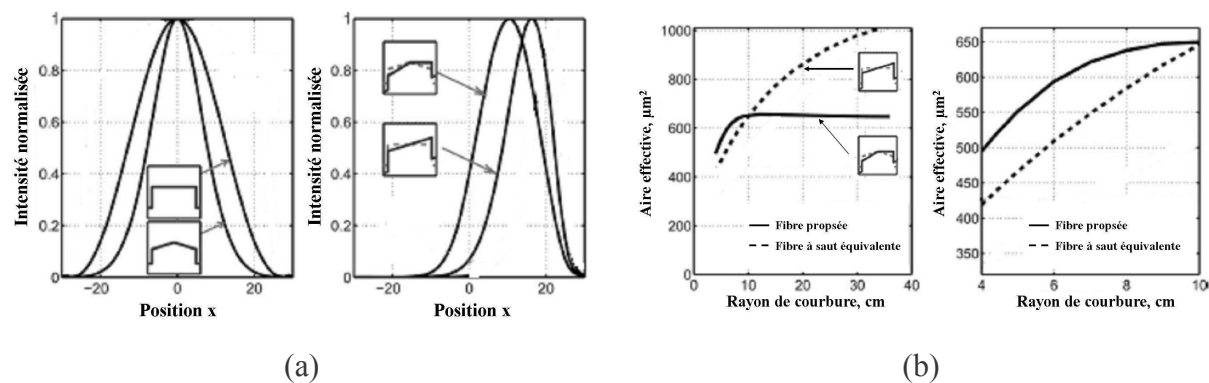 Intensité normalisée
1
0.8
0.6
0.4
0.2
0
−20 0 20
Position x
1
0.8
0.6
0.4
0.2
0
−20 0 20
Position x
(a)
Aire effective, µm²
1000
800
600
400
200
0
0 10 20 30 40
Rayon de courbure, cm
Fibre propsée
Fibre à saut équivalente
Aire effective, µm²
650
600
550
500
450
400
350
4 6 8 10
Rayon de courbure, cm
Fibre propsée
Fibre à saut équivalente
(b)
Intensité normalisée